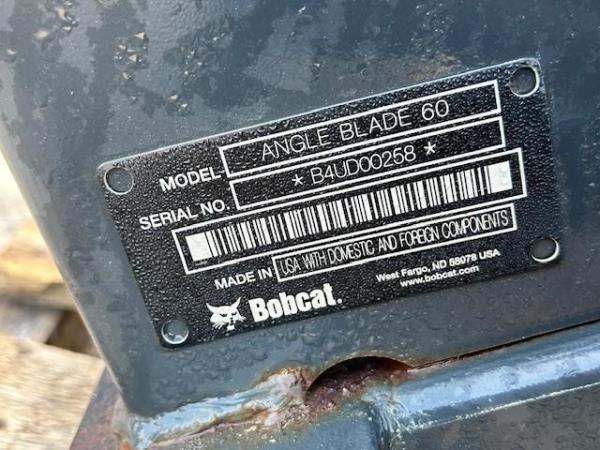 MODEL ANGLE BLADE 60
SERIAL NO. * B4UD00258 *
MADE IN USA WITH DOMESTIC AND FOREIGN COMPONENTS
Bobcat.
West Fargo, ND 58078 USA
www.bobcat.com